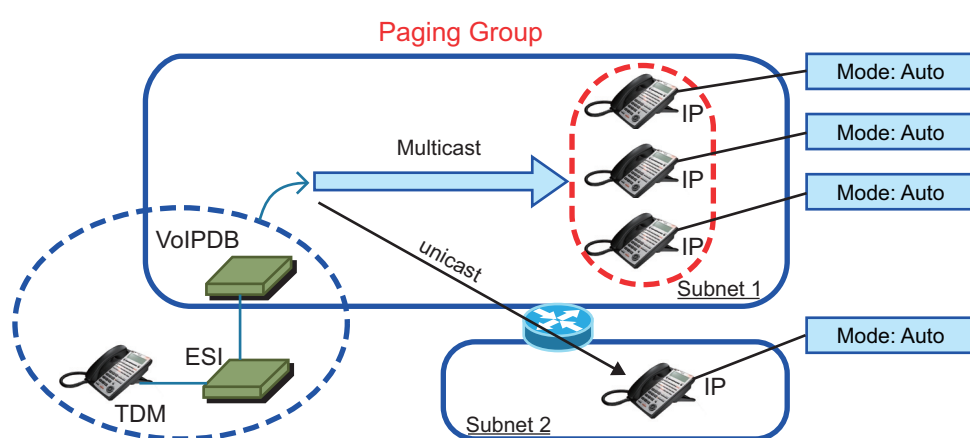 Paging Group
Mode: Auto
IP
Mode: Auto
Multicast
IP
Mode: Auto
VoIPDB
IP
unicast
Subnet 1
Mode: Auto
ESI
IP
TDM
Subnet 2